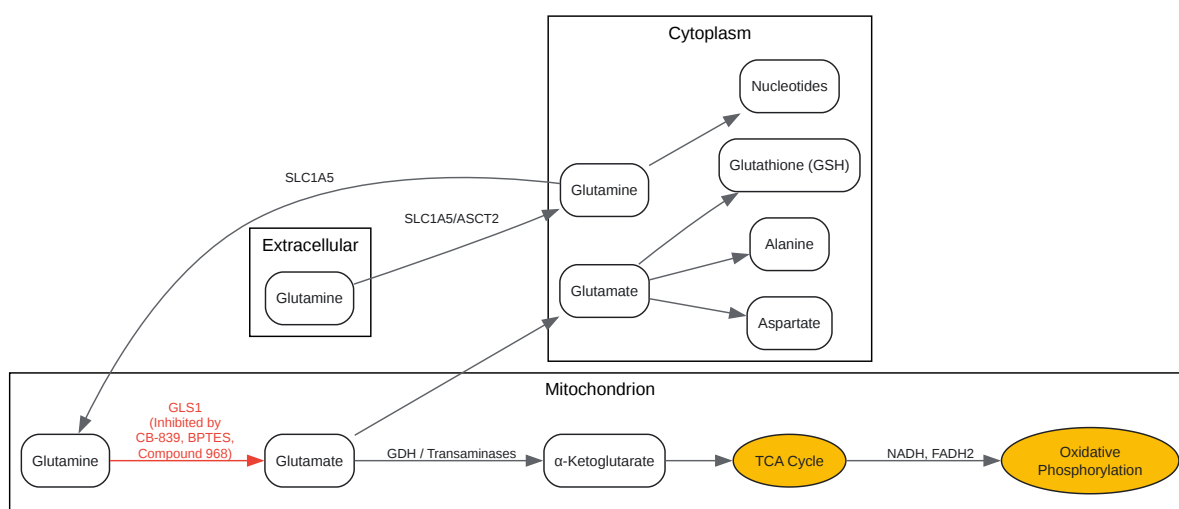 Cytoplasm
Nucleotides
Glutathione (GSH)
SLC1A5
Glutamine
SLC1A5/ASCT2
Extracellular
Alanine
Glutamine
Glutamate
Aspartate
Mitochondrion
GLS1
(Inhibited by
CB-839, BPTES,
Compound 968)
Glutamine
Glutamate
GDH / Transaminases
α-Ketoglutarate
TCA Cycle
NADH, FADH2
Oxidative
Phosphorylation